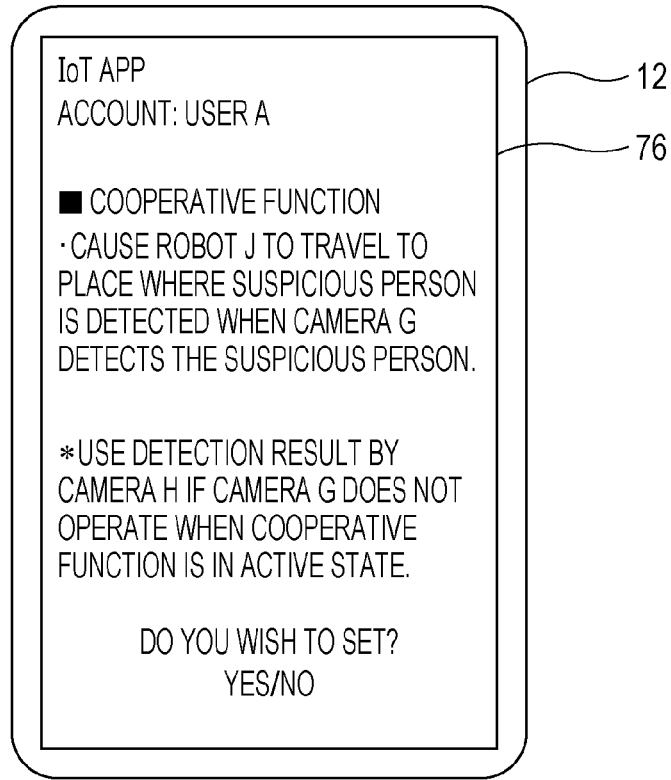 IoT APP
ACCOUNT: USER A
■ COOPERATIVE FUNCTION
·CAUSE ROBOT J TO TRAVEL TO
PLACE WHERE SUSPICIOUS PERSON
IS DETECTED WHEN CAMERA G
DETECTS THE SUSPICIOUS PERSON.
*USE DETECTION RESULT BY
CAMERA H IF CAMERA G DOES NOT
OPERATE WHEN COOPERATIVE
FUNCTION IS IN ACTIVE STATE.
DO YOU WISH TO SET?
YES/NO
12
76